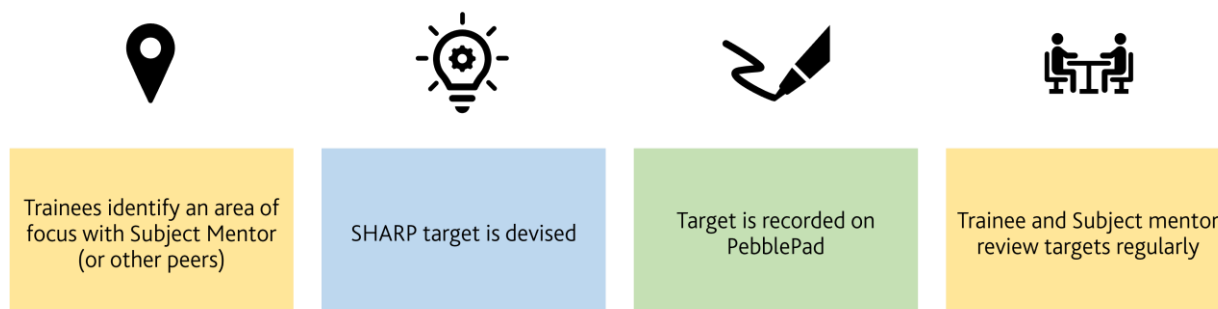 Trainees identify an area of
focus with Subject Mentor
(or other peers)
SHARP target is devised
Target is recorded on
PebblePad
Trainee and Subject mentor
review targets regularly